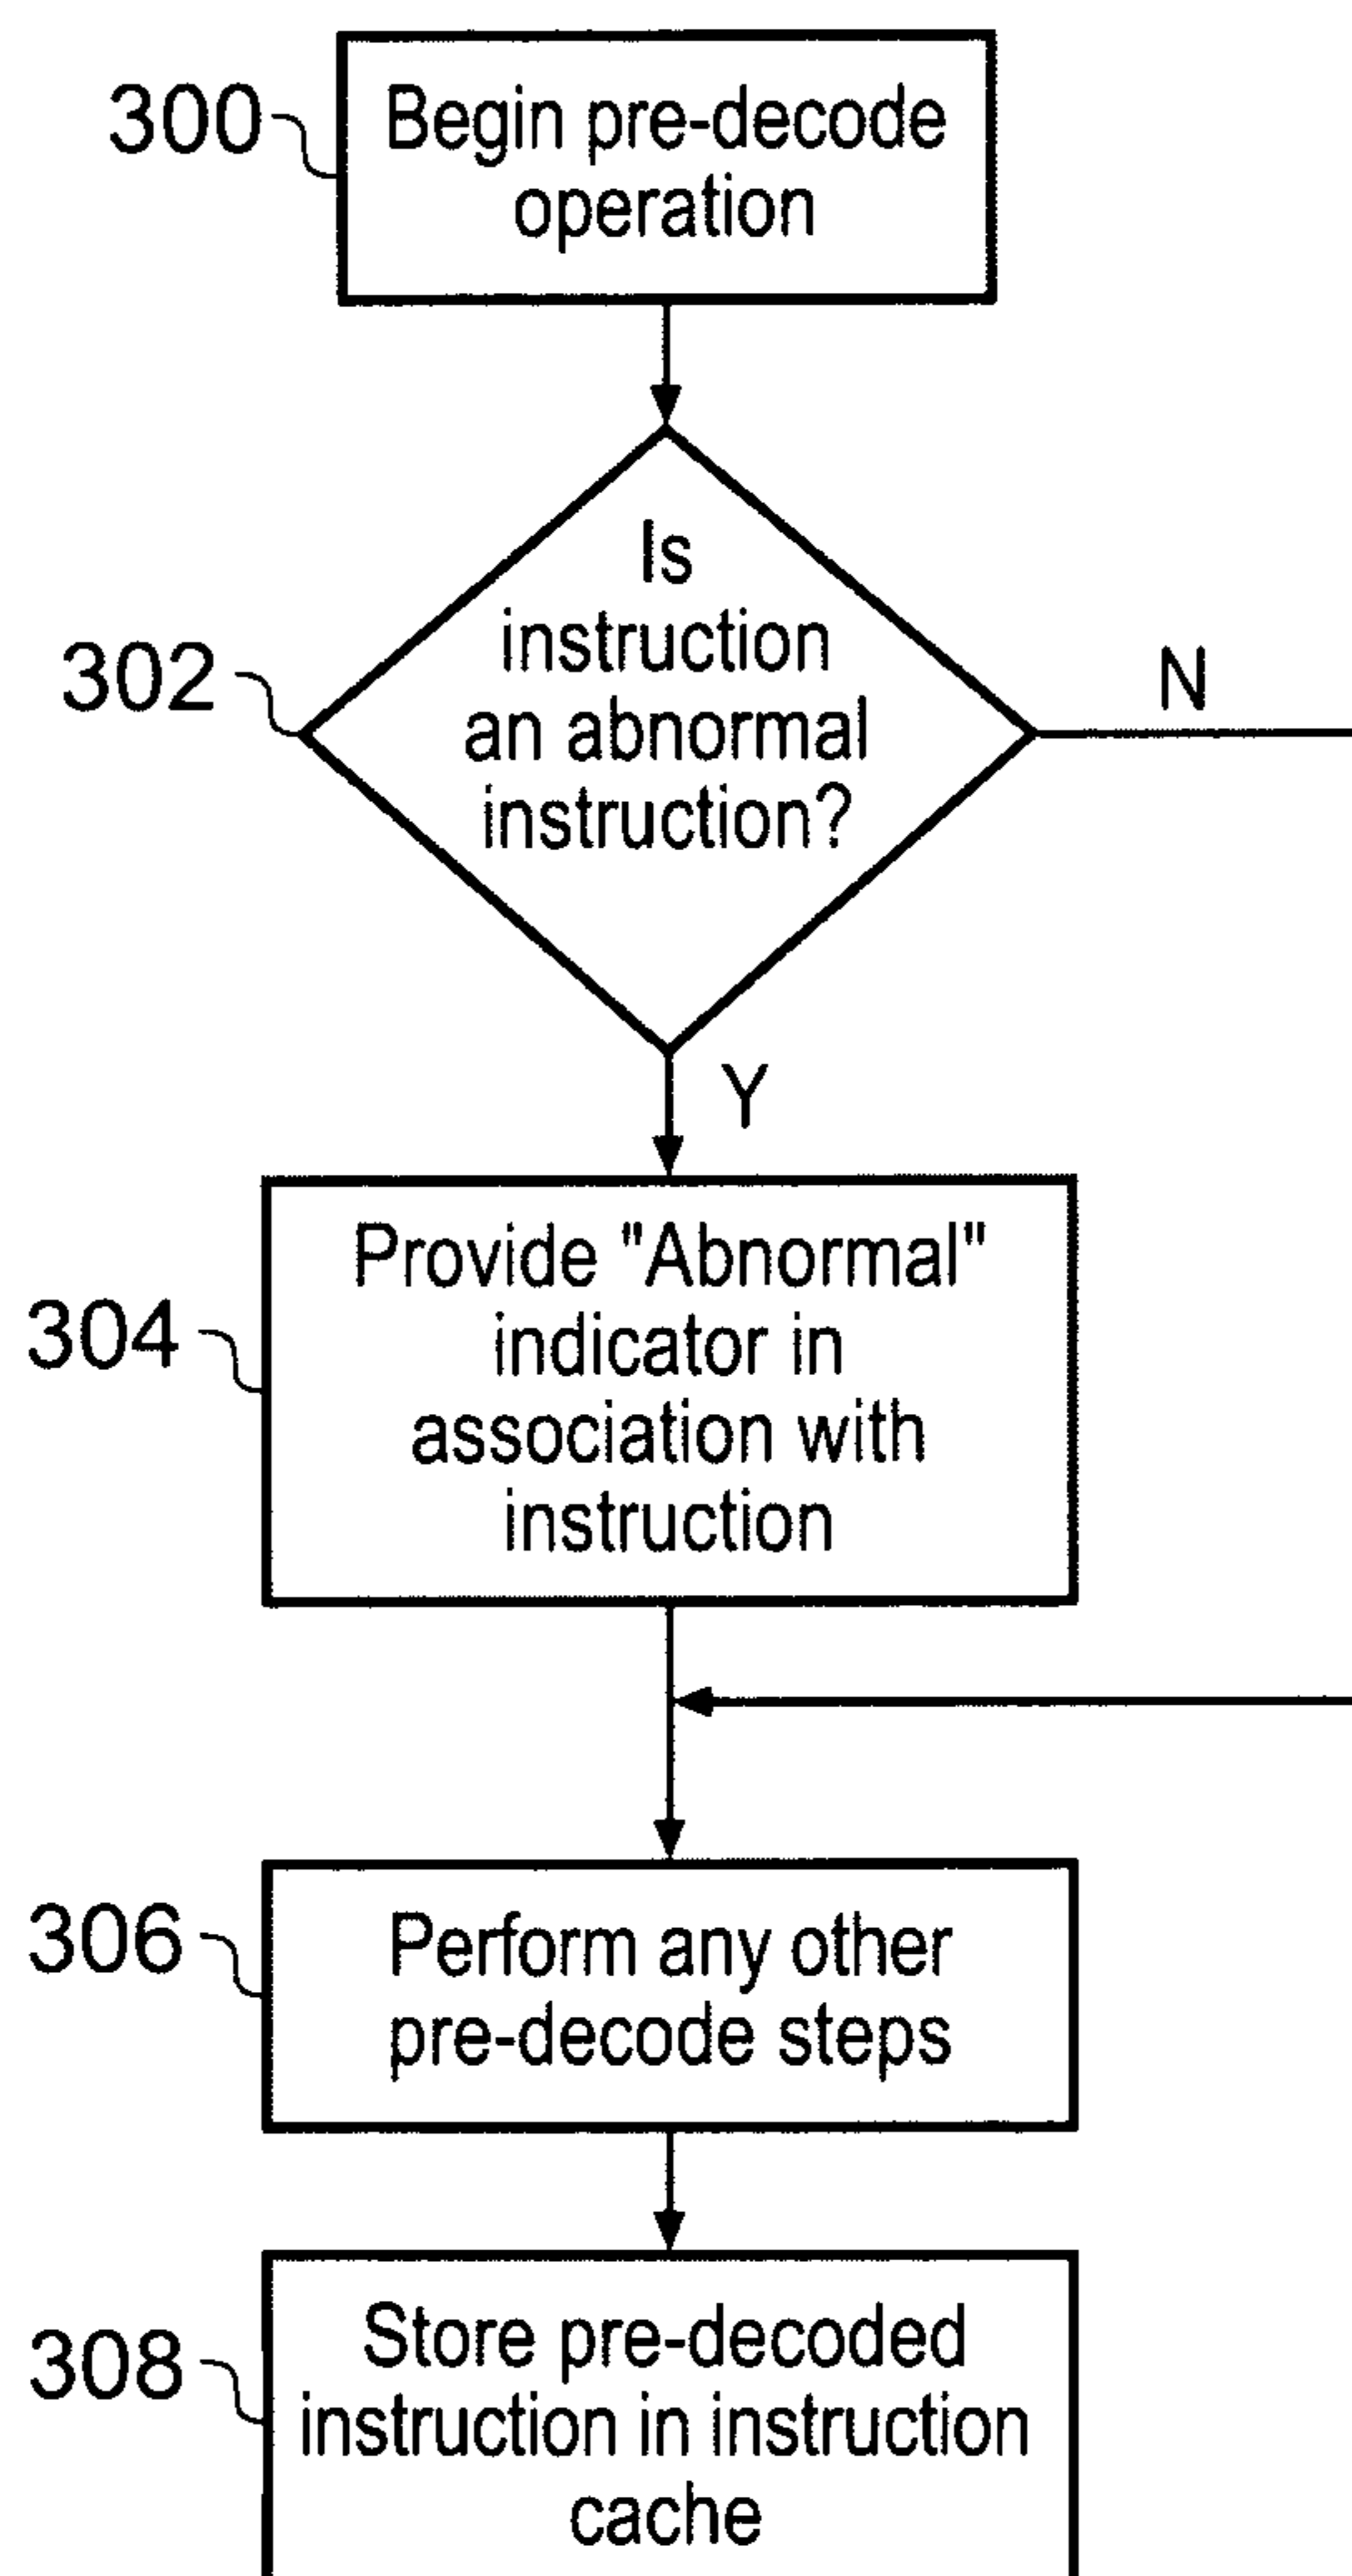 300
Begin pre-decode
operation
302
Is
instruction
an abnormal
instruction?
N
Y
304
Provide "Abnormal"
indicator in
association with
instruction
306
Perform any other
pre-decode steps
308
Store pre-decoded
instruction in instruction
cache